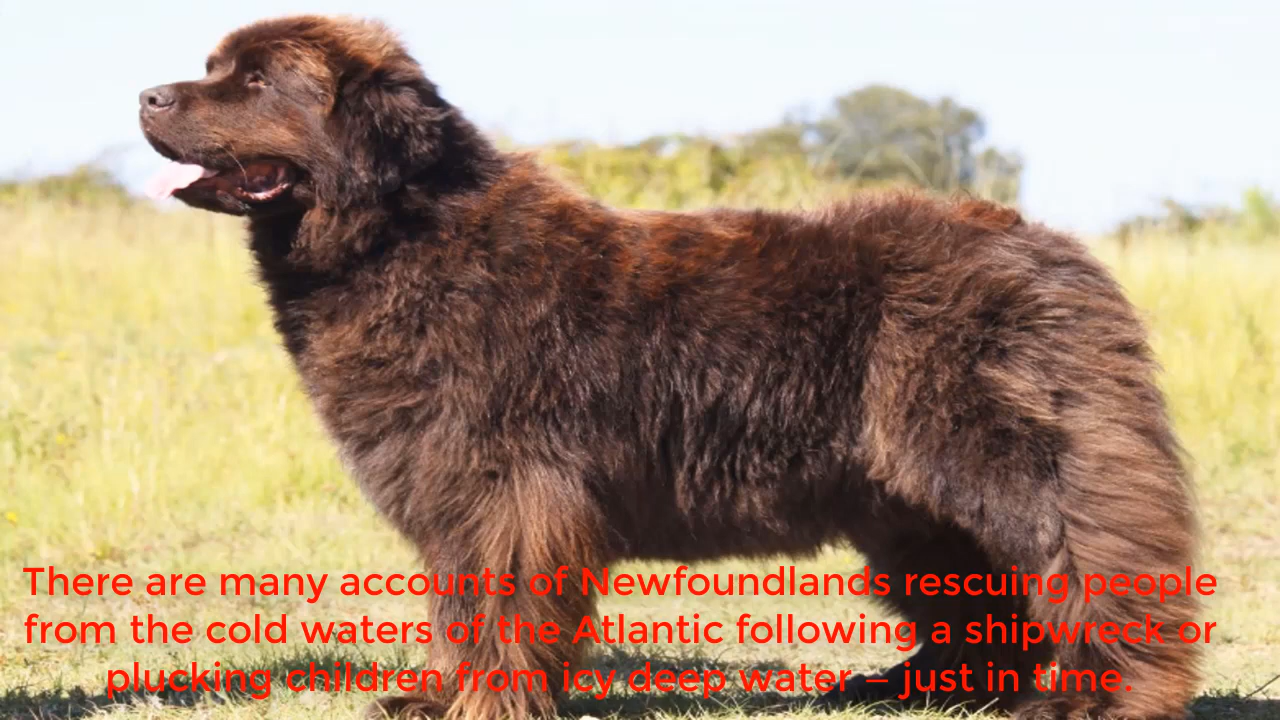 There are many accounts of Newfoundlands rescuing people
from the cold waters of the Atlantic following a shipwreck or
plucking children from icy deep water – just in time.